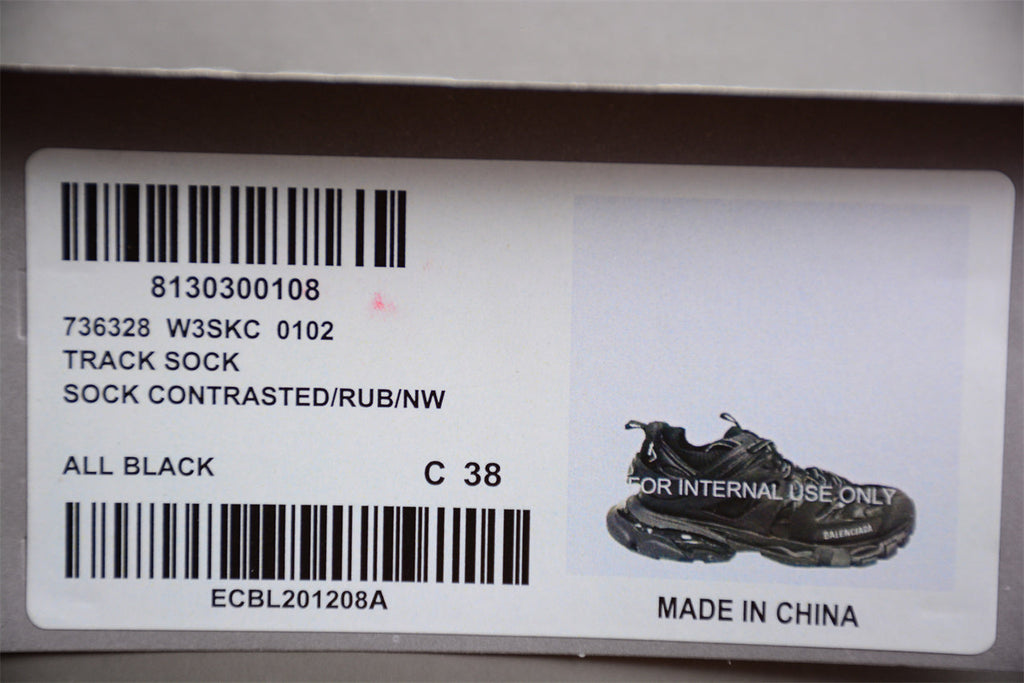 8130300108
736328 W3SKC 0102
TRACK SOCK
SOCK CONTRASTED/RUB/NW
ALL BLACK
C 38
ECBL201208A
FOR INTERNAL USE ONLY
BALENCIAGA
MADE IN CHINA